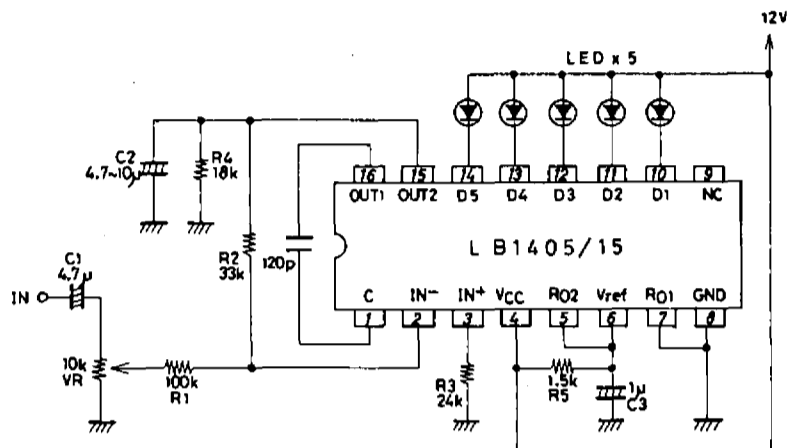 12V
LED x 5
C2
4.7~10µ
R4
18k
16 15 14 13 12 11 10 9
OUT1 OUT2 D5 D4 D3 D2 D1 NC
R2
33k
120p
LB1405/15
C1
4.7µ
IN
C IN- IN+ VCC RO2 Vref RO1 GND
1 2 3 4 5 6 7 8
10k
VR
100k
R1
R3
24k
1.5k
R5
1µ
C3